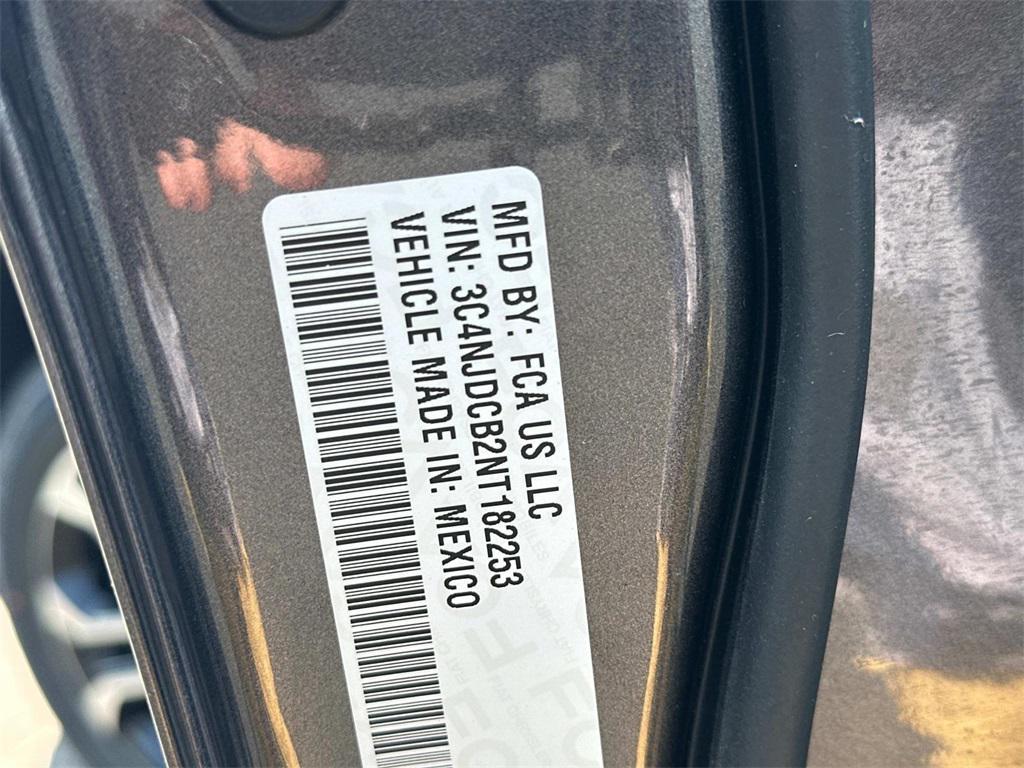 MFD BY: FCA US LLC
VIN: 3C4NJDCB2NT182253
VEHICLE MADE IN: MEXICO